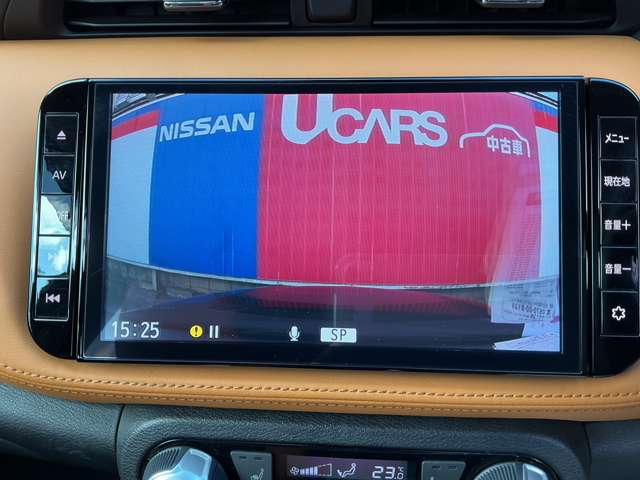 NISSAN UCARS 中古車
AV
OFF
メニュー
現在地
音量＋
音量－
15:25
SP
23.0℃